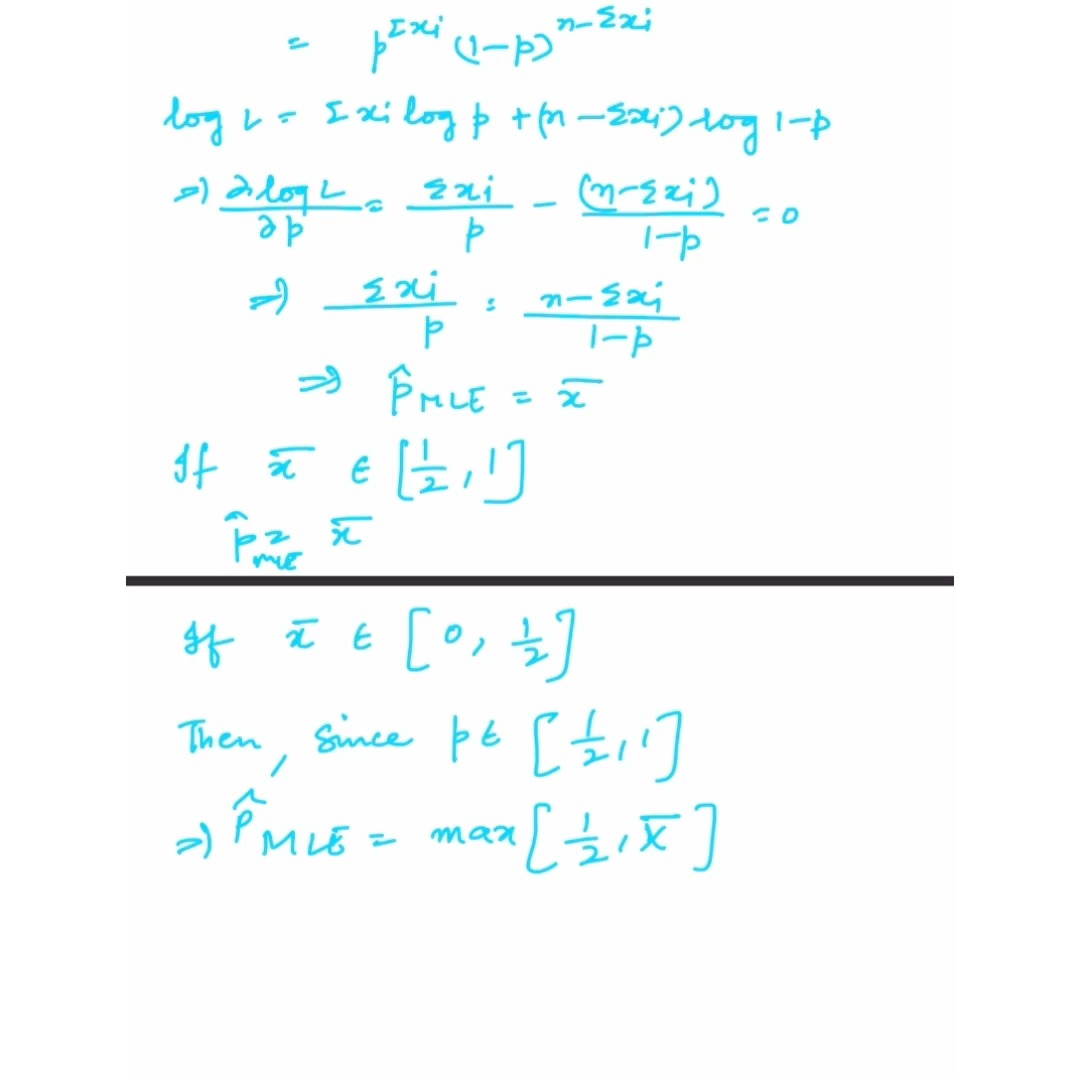 = p^Σxi (1-p)^n-Σxi
log L = Σxi log p + (n-Σxi) log 1-p
⇒ ∂log L/∂p = Σxi/p - (n-Σxi)/1-p = 0
⇒ Σxi/p = n-Σxi/1-p
⇒ p̂MLE = x̄
If x̄ ∈ [1/2, 1]
p̂MLE = x̄
If x̄ ∈ [0, 1/2]
Then, since p ∈ [1/2, 1]
⇒ p̂MLE = max[1/2, x̄]